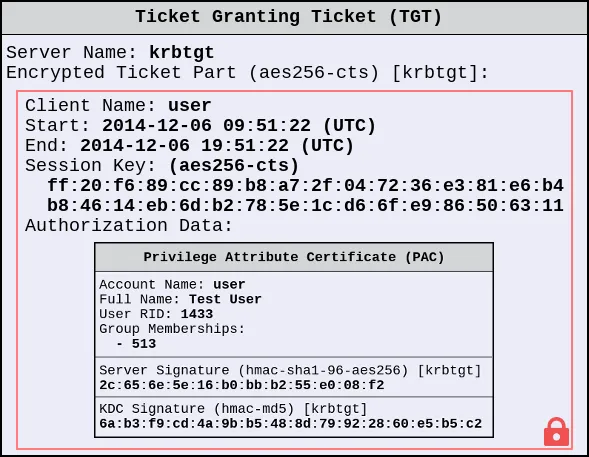 Ticket Granting Ticket (TGT)
Server Name: krbtgt
Encrypted Ticket Part (aes256-cts) [krbtgt]:
Client Name: user
Start: 2014-12-06 09:51:22 (UTC)
End: 2014-12-06 19:51:22 (UTC)
Session Key: (aes256-cts)
ff:20:f6:89:cc:89:b8:a7:2f:04:72:36:e3:81:e6:b4
b8:46:14:eb:6d:b2:78:5e:1c:d6:6f:e9:86:50:63:11
Authorization Data:
Privilege Attribute Certificate (PAC)
Account Name: user
Full Name: Test User
User RID: 1433
Group Memberships:
- 513
Server Signature (hmac-sha1-96-aes256) [krbtgt]
2c:65:6e:5e:16:b0:bb:b2:55:e0:08:f2
KDC Signature (hmac-md5) [krbtgt]
6a:b3:f9:cd:4a:9b:b5:48:8d:79:92:28:60:e5:b5:c2